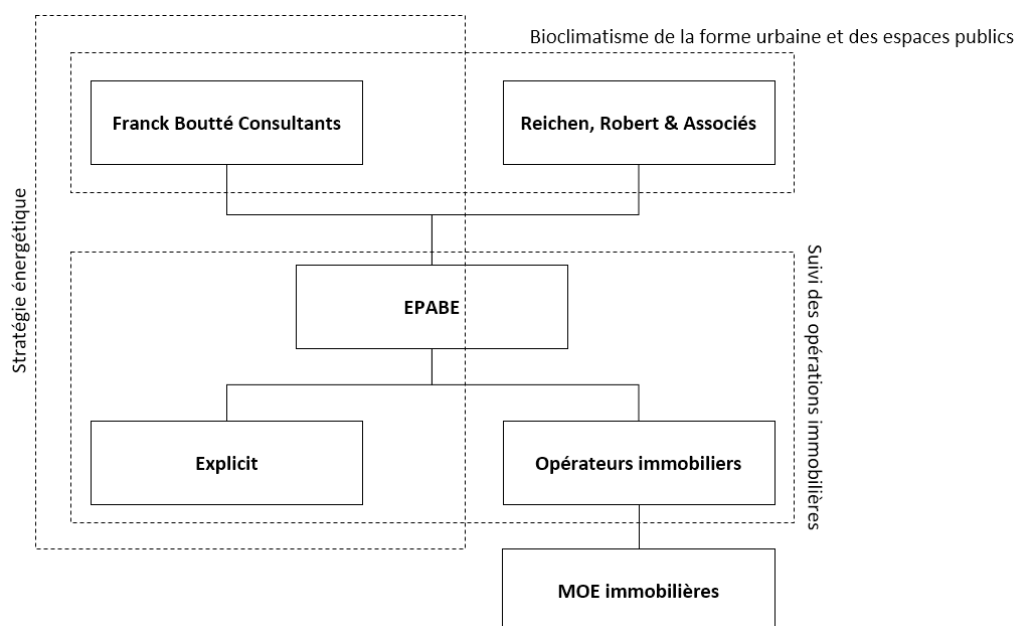 Bioclimatisme de la forme urbaine et des espaces publics
Franck Boutté Consultants
Reichen, Robert & Associés
Stratégie énergétique
EPABE
Suivi des opérations immobilières
Explicit
Opérateurs immobiliers
MOE immobilières